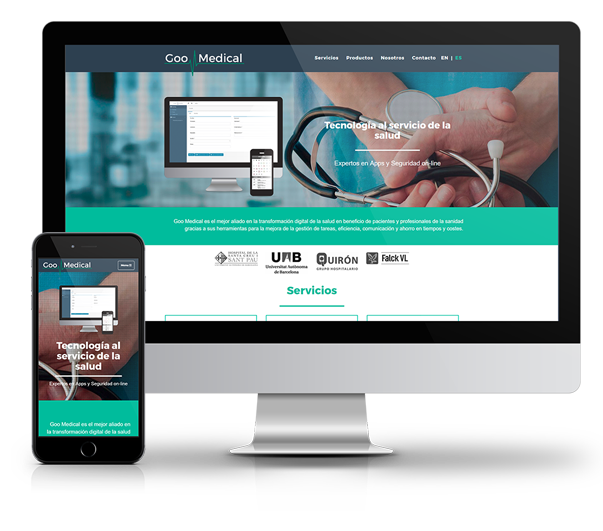 Goo Medical
Servicios Productos Nosotros Contacto EN | ES
Tecnología al servicio de la
salud
Expertos en Apps y Seguridad on-line
Goo Medical es el mejor aliado en la transformación digital de la salud en beneficio de pacientes y profesionales de la sanidad
gracias a sus herramientas para la mejora de la gestión de tareas, eficiencia, comunicación y ahorro en tiempos y costes.
HOSPITAL DE LA
SANTA CREU I
SANT PAU
UAB
Universitat Autònoma
de Barcelona
QUIRÓN
GRUPO HOSPITALARIO
Falck VL
Servicios
Goo Medical
Menu
Tecnología al
servicio de la
salud
Expertos en Apps y Seguridad on-line
Goo Medical es el mejor aliado en
la transformación digital de la salud